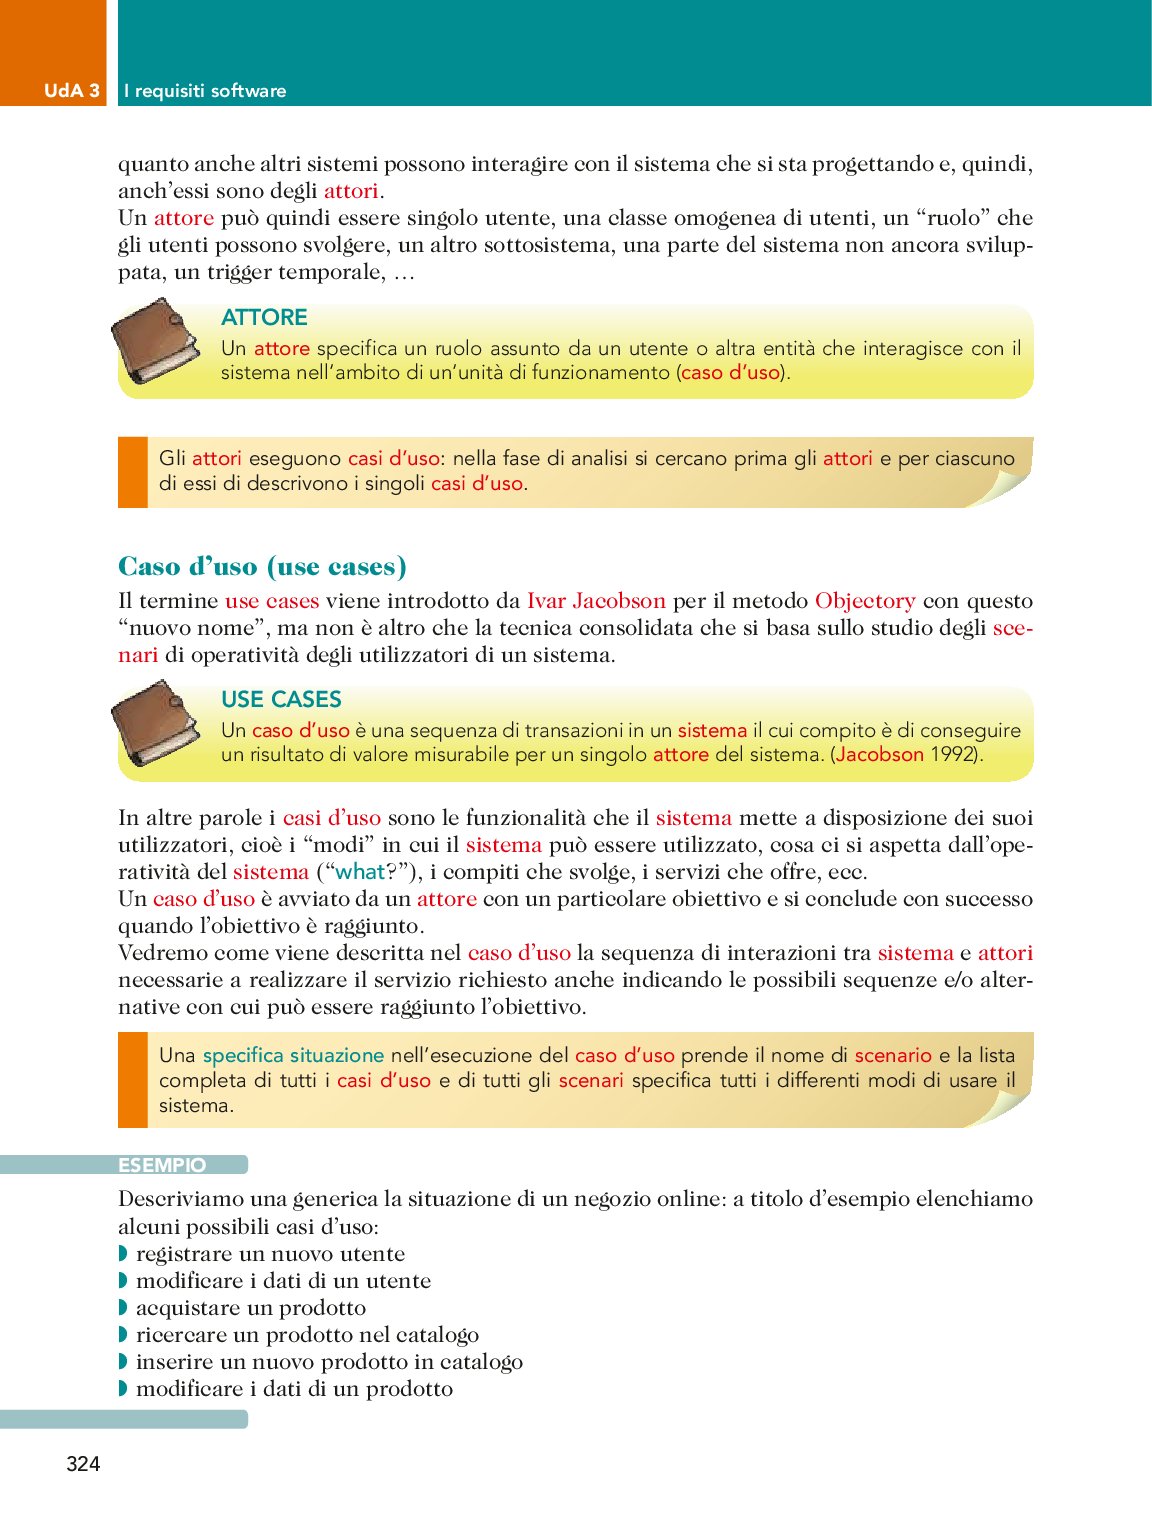 UdA 3 I requisiti software
quanto anche altri sistemi possono interagire con il sistema che si sta progettando e, quindi,
anch’essi sono degli attori.
Un attore può quindi essere singolo utente, una classe omogenea di utenti, un “ruolo” che
gli utenti possono svolgere, un altro sottosistema, una parte del sistema non ancora svilup-
pata, un trigger temporale, …
ATTORE
Un attore specifica un ruolo assunto da un utente o altra entità che interagisce con il
sistema nell’ambito di un’unità di funzionamento (caso d’uso).
Gli attori eseguono casi d’uso: nella fase di analisi si cercano prima gli attori e per ciascuno
di essi di descrivono i singoli casi d’uso.
Caso d’uso (use cases)
Il termine use cases viene introdotto da Ivar Jacobson per il metodo Objectory con questo
“nuovo nome”, ma non è altro che la tecnica consolidata che si basa sullo studio degli sce-
nari di operatività degli utilizzatori di un sistema.
USE CASES
Un caso d’uso è una sequenza di transazioni in un sistema il cui compito è di conseguire
un risultato di valore misurabile per un singolo attore del sistema. (Jacobson 1992).
In altre parole i casi d’uso sono le funzionalità che il sistema mette a disposizione dei suoi
utilizzatori, cioè i “modi” in cui il sistema può essere utilizzato, cosa ci si aspetta dall’ope-
ratività del sistema (“what?”), i compiti che svolge, i servizi che offre, ecc.
Un caso d’uso è avviato da un attore con un particolare obiettivo e si conclude con successo
quando l’obiettivo è raggiunto.
Vedremo come viene descritta nel caso d’uso la sequenza di interazioni tra sistema e attori
necessarie a realizzare il servizio richiesto anche indicando le possibili sequenze e/o alter-
native con cui può essere raggiunto l’obiettivo.
Una specifica situazione nell’esecuzione del caso d’uso prende il nome di scenario e la lista
completa di tutti i casi d’uso e di tutti gli scenari specifica tutti i differenti modi di usare il
sistema.
ESEMPIO
Descriviamo una generica la situazione di un negozio online: a titolo d’esempio elenchiamo
alcuni possibili casi d’uso:
◗ registrare un nuovo utente
◗ modificare i dati di un utente
◗ acquistare un prodotto
◗ ricercare un prodotto nel catalogo
◗ inserire un nuovo prodotto in catalogo
◗ modificare i dati di un prodotto
324